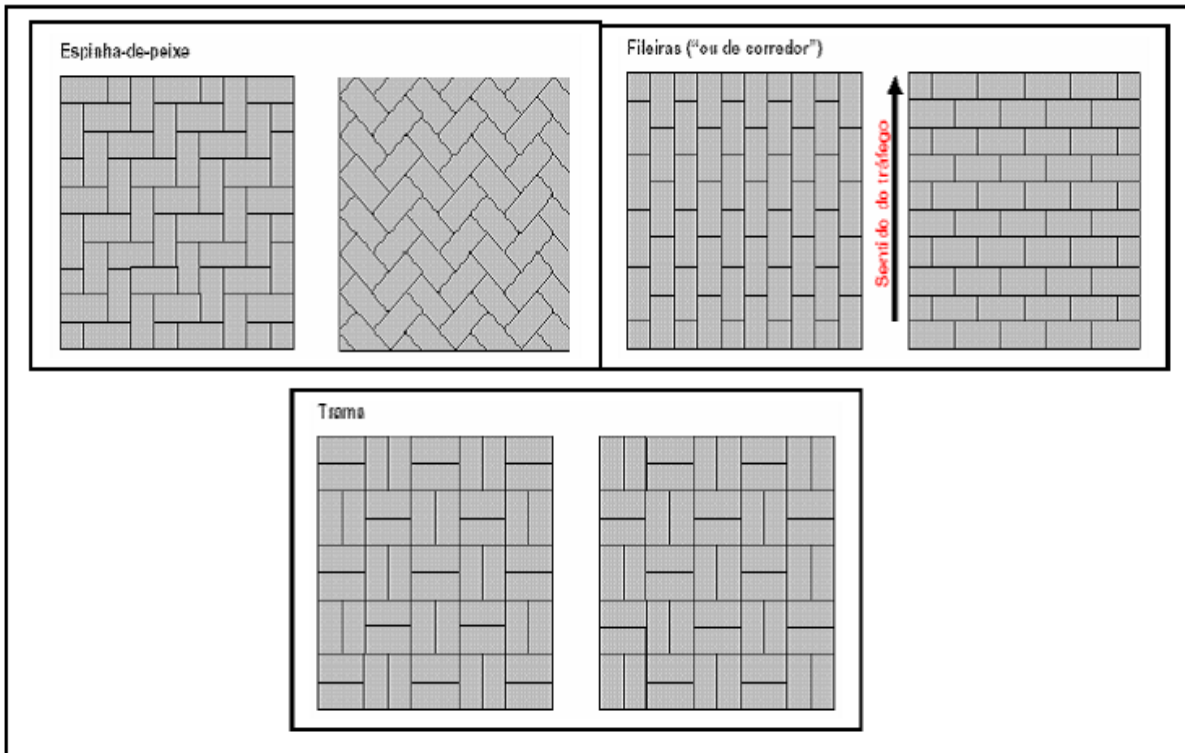 Espinha-de-peixe
Fileiras (“ou de corredor”)
Sentido do tráfego
Trama